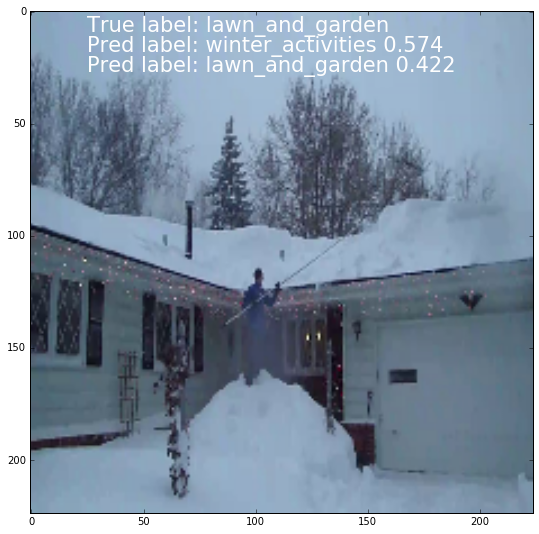 True label: lawn_and_garden
Pred label: winter_activities 0.574
Pred label: lawn_and_garden 0.422
0
50
100
150
200
0 50 100 150 200